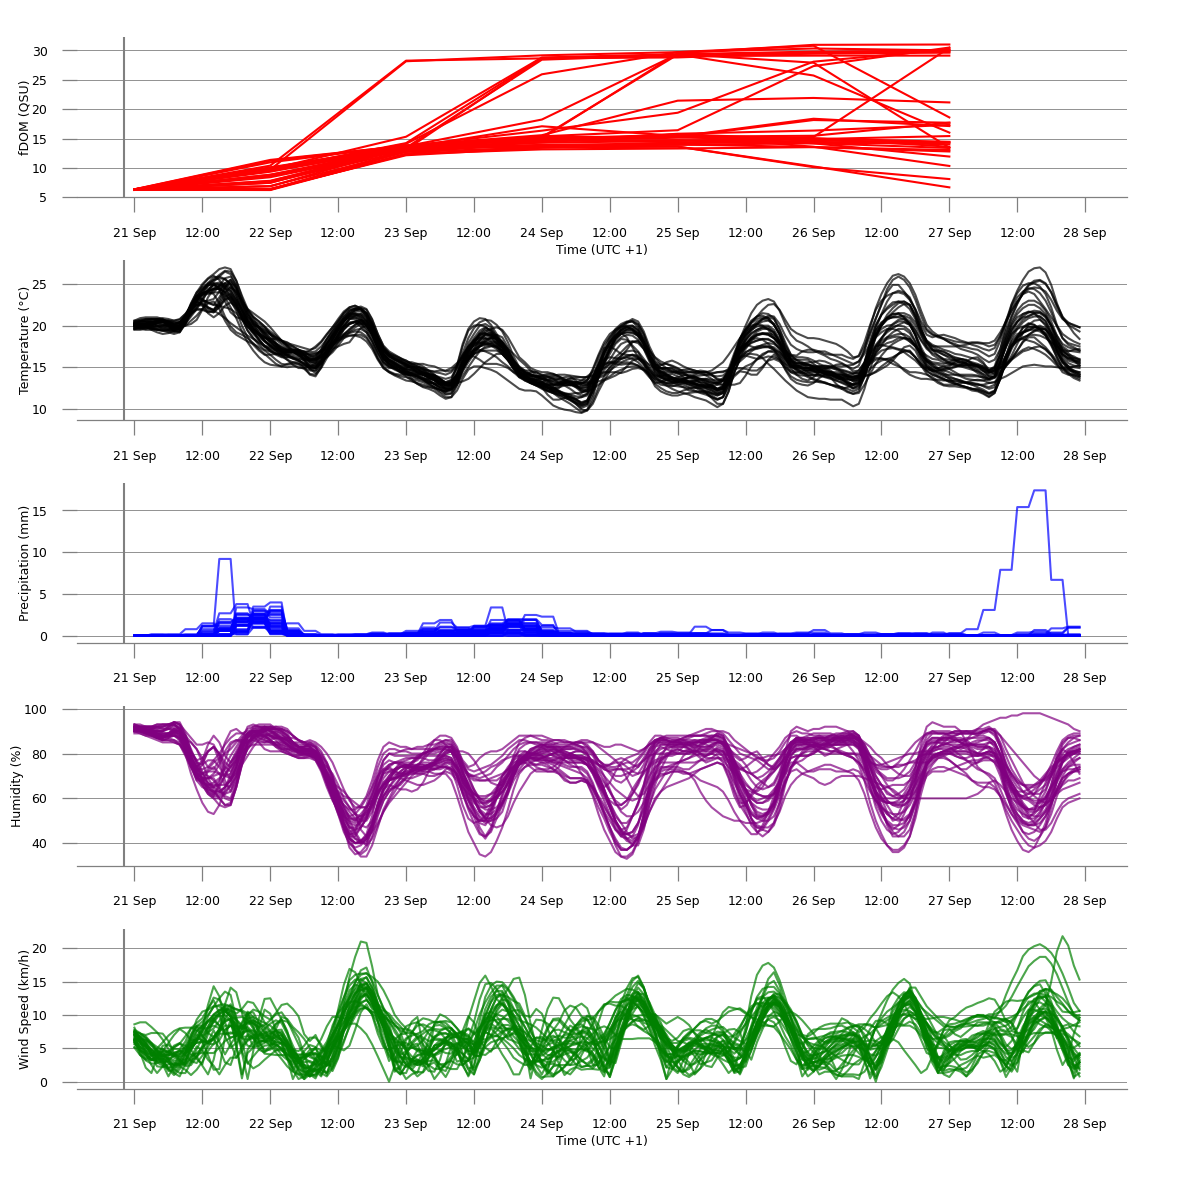 fDOM (QSU)
30
25
20
15
10
5
21 Sep 12:00 22 Sep 12:00 23 Sep 12:00 24 Sep 12:00 25 Sep 12:00 26 Sep 12:00 27 Sep 12:00 28 Sep
Time (UTC +1)
Temperature (°C)
25
20
15
10
21 Sep 12:00 22 Sep 12:00 23 Sep 12:00 24 Sep 12:00 25 Sep 12:00 26 Sep 12:00 27 Sep 12:00 28 Sep
Precipitation (mm)
15
10
5
0
21 Sep 12:00 22 Sep 12:00 23 Sep 12:00 24 Sep 12:00 25 Sep 12:00 26 Sep 12:00 27 Sep 12:00 28 Sep
Humidity (%)
100
80
60
40
21 Sep 12:00 22 Sep 12:00 23 Sep 12:00 24 Sep 12:00 25 Sep 12:00 26 Sep 12:00 27 Sep 12:00 28 Sep
Wind Speed (km/h)
20
15
10
5
0
21 Sep 12:00 22 Sep 12:00 23 Sep 12:00 24 Sep 12:00 25 Sep 12:00 26 Sep 12:00 27 Sep 12:00 28 Sep
Time (UTC +1)